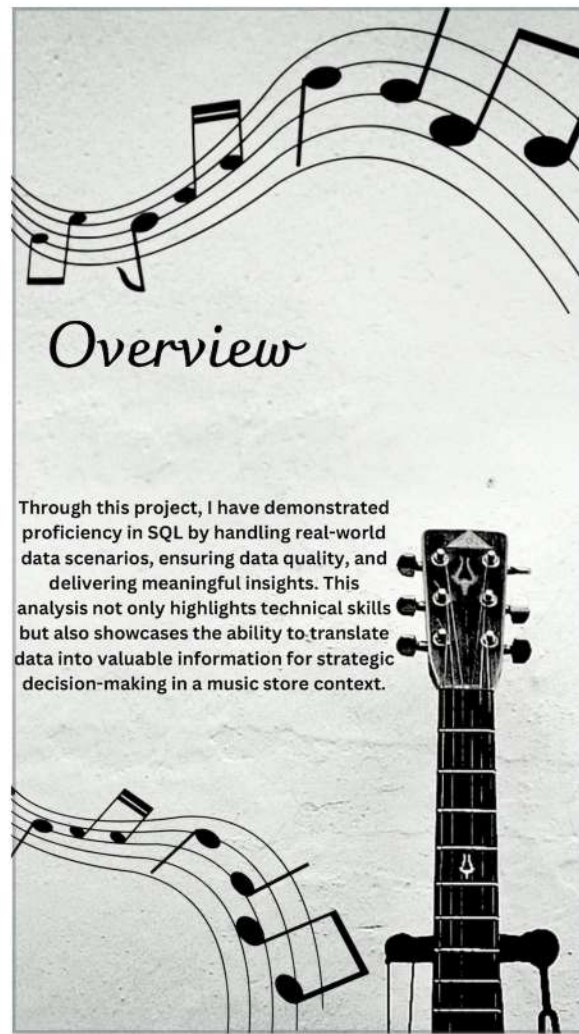 Overview
Through this project, I have demonstrated
proficiency in SQL by handling real-world
data scenarios, ensuring data quality, and
delivering meaningful insights. This
analysis not only highlights technical skills
but also showcases the ability to translate
data into valuable information for strategic
decision-making in a music store context.